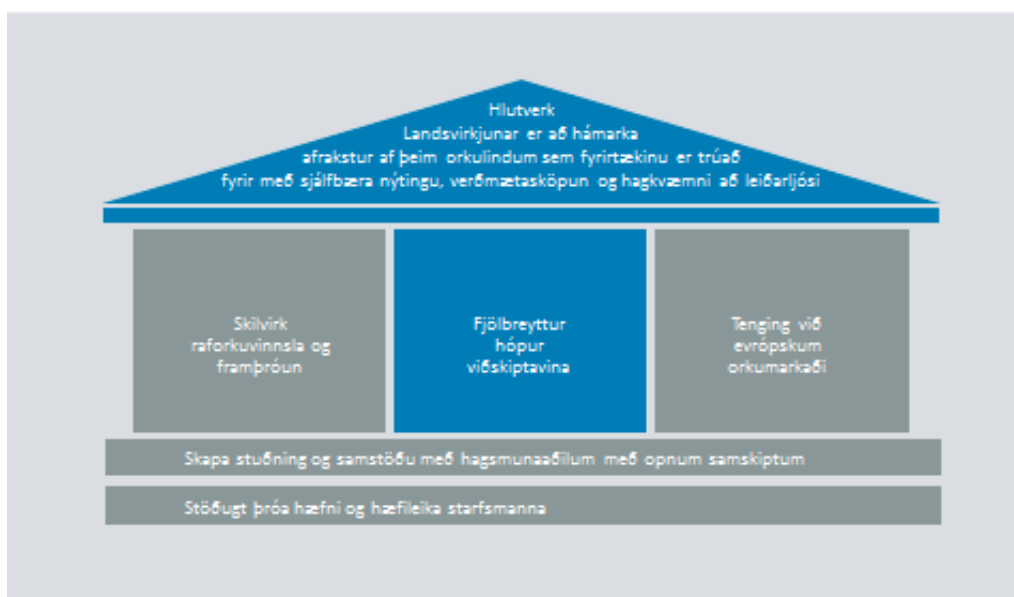 Hlutverk
Landsvirkjunar er að hámarka
afrakstur af þeim orkulindum sem fyrirtækinu er trúað
fyrir með sjálfbæra nýtingu, verðmætasköpun og hagkvæmni að leiðarljósi
Skilvirk
raforkuvinnsla og
framþróun
Fjölbreyttur
hópur
viðskiptavina
Tenging við
evrópskum
orkumarkaði
Skapa stuðning og samstöðu með hagsmunaaðilum með opnum samskiptum
Stöðugt þróa hæfni og hæfileika starfsmanna